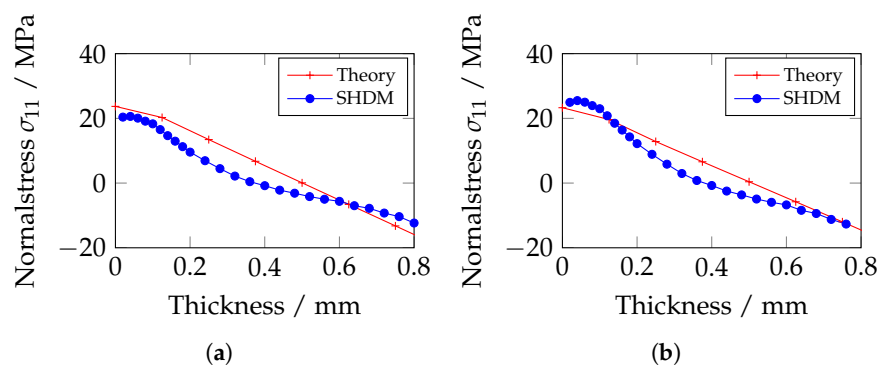 40
20
0
−20
0
0.2
0.4
0.6
0.8
Thickness / mm
Nornalstress σ11 / MPa
Theory
SHDM
(a)
40
20
0
−20
0
0.2
0.4
0.6
0.8
Thickness / mm
Nornalstress σ11 / MPa
Theory
SHDM
(b)